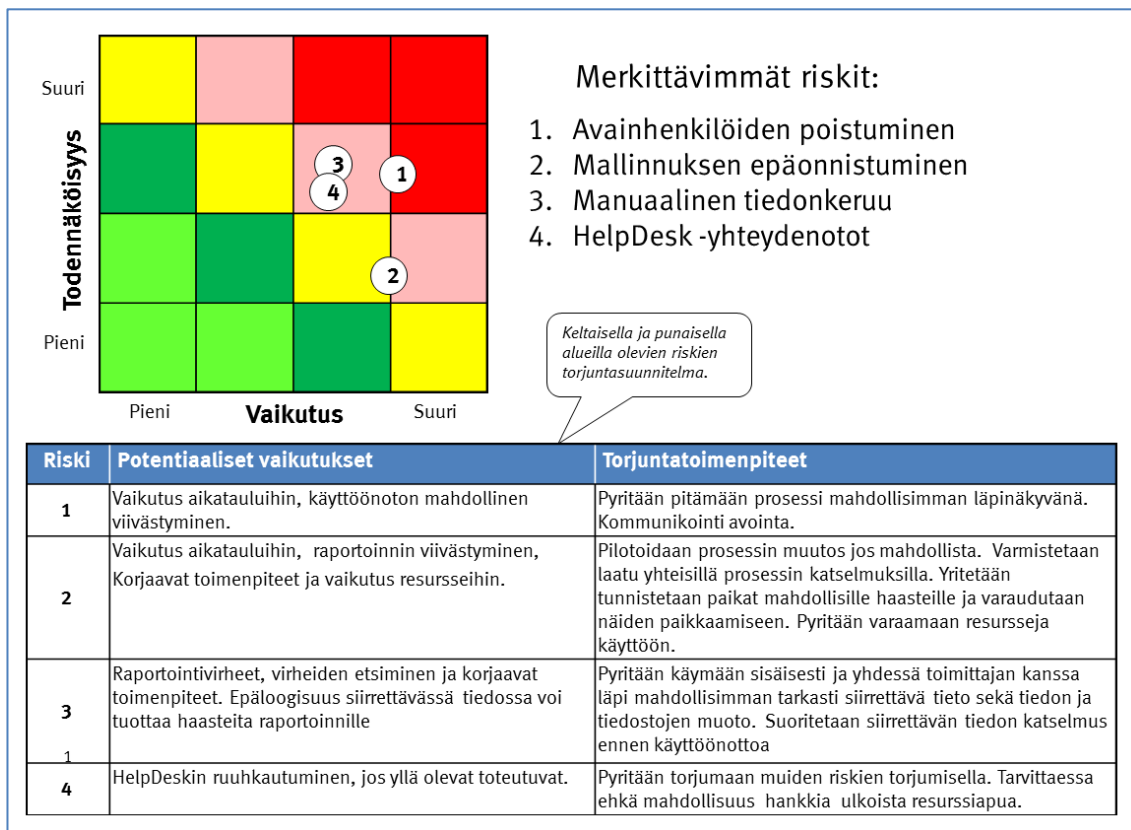 Suuri
Todennäköisyys
Pieni
3
4
1
2
Pieni
Vaikutus
Suuri
Merkittävimmät riskit:
1. Avainhenkilöiden poistuminen
2. Mallinnuksen epäonnistuminen
3. Manuaalinen tiedonkeruu
4. HelpDesk -yhteydenotot
Keltaisella ja punaisella
alueilla olevien riskien
torjuntasuunnitelma.
Riski
Potentiaaliset vaikutukset
Torjuntatoimenpiteet
1
Vaikutus aikatauluihin, käyttöönoton mahdollinen
viivästyminen.
Pyritään pitämään prosessi mahdollisimman läpinäkyvänä.
Kommunikointi avointa.
2
Vaikutus aikatauluihin, raportoinnin viivästyminen,
Korjaavat toimenpiteet ja vaikutus resursseihin.
Pilotoidaan prosessin muutos jos mahdollista. Varmistetaan
laatu yhteisillä prosessin katselmuksilla. Yritetään
tunnistetaan paikat mahdollisille haasteille ja varaudutaan
näiden paikkaamiseen. Pyritään varaamaan resursseja
käyttöön.
3
1
Raportointivirheet, virheiden etsiminen ja korjaavat
toimenpiteet. Epäloogisuus siirrettävässä tiedossa voi
tuottaa haasteita raportoinnille
Pyritään käymään sisäisesti ja yhdessä toimittajan kanssa
läpi mahdollisimman tarkasti siirrettävä tieto sekä tiedon ja
tiedostojen muoto. Suoritetaan siirrettävän tiedon katselmus
ennen käyttöönottoa
4
HelpDeskin ruuhkautuminen, jos yllä olevat toteutuvat.
Pyritään torjumaan muiden riskien torjumisella. Tarvittaessa
ehkä mahdollisuus hankkia ulkoista resurssiapua.